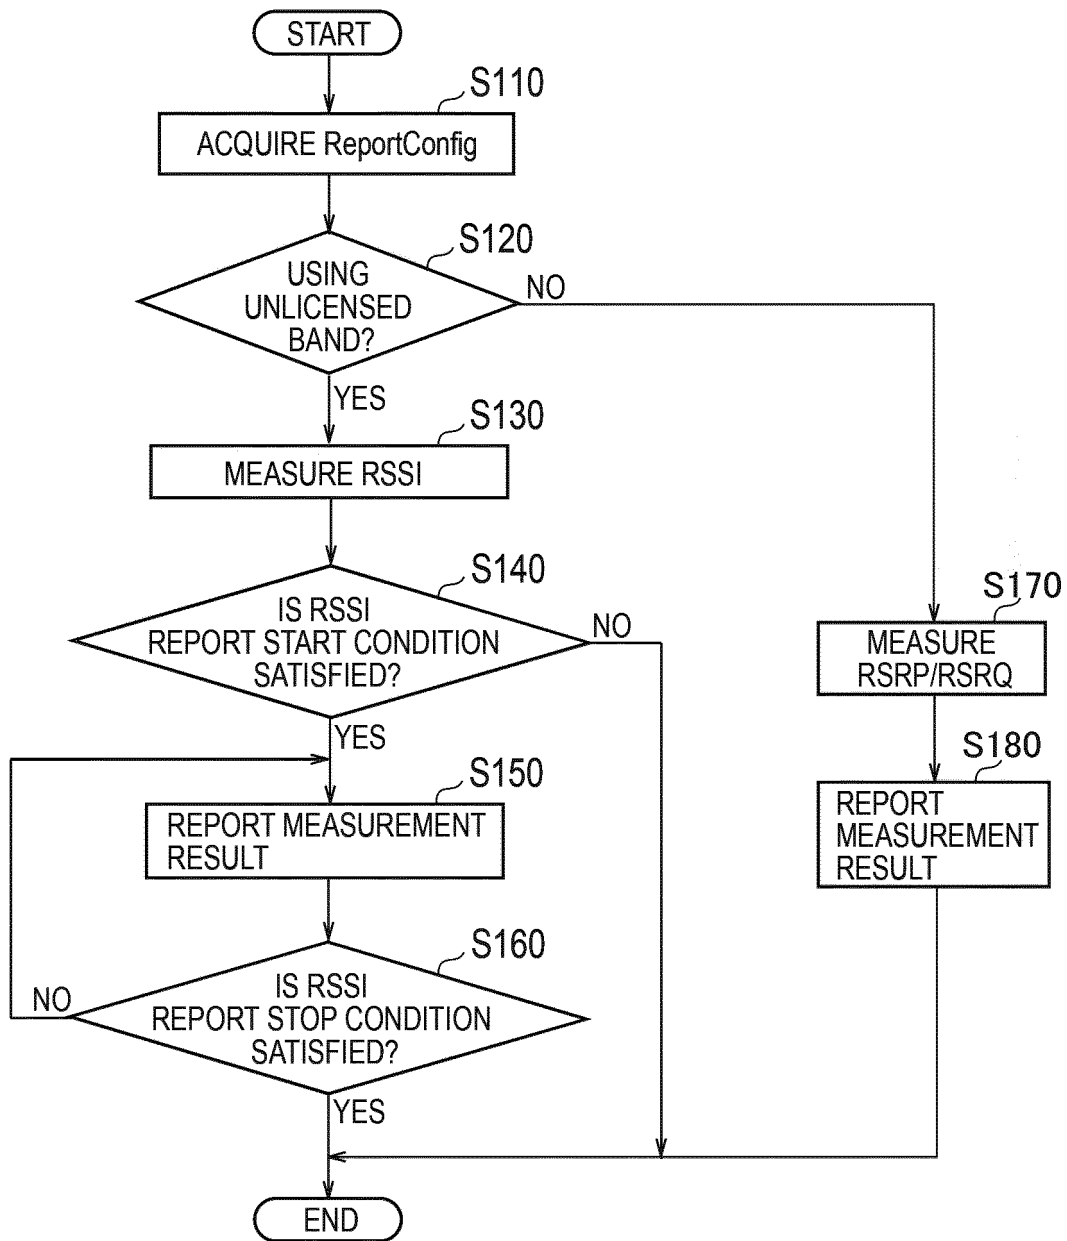 START
S110
ACQUIRE ReportConfig
S120
USING
UNLICENSED
BAND?
NO
YES
S130
MEASURE RSSI
S140
IS RSSI
REPORT START CONDITION
SATISFIED?
NO
YES
S170
MEASURE
RSRP/RSRQ
S150
REPORT MEASUREMENT
RESULT
S180
REPORT
MEASUREMENT
RESULT
S160
IS RSSI
REPORT STOP CONDITION
SATISFIED?
NO
YES
END